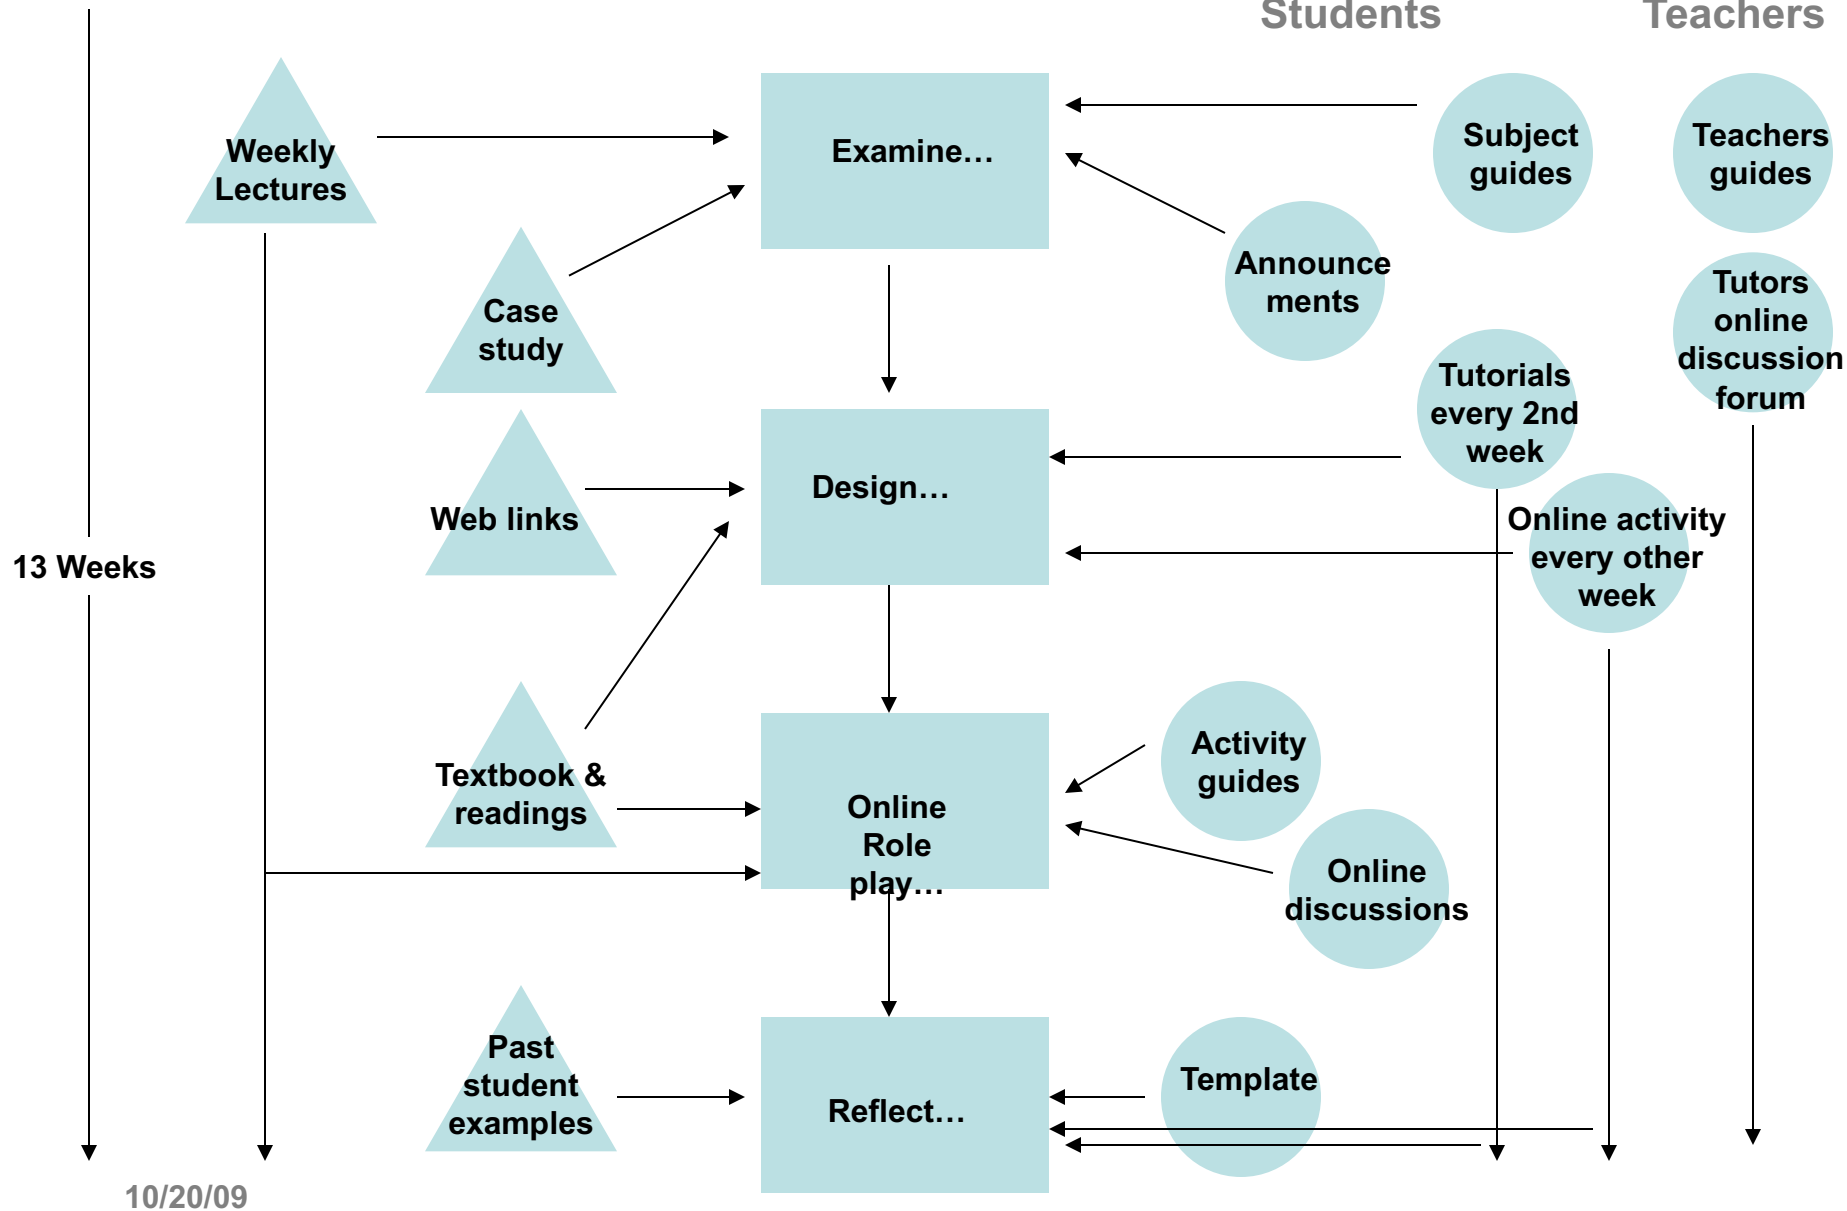 Students
Teachers
Weekly
Lectures
Examine…
Subject
guides
Teachers
guides
Announce
ments
Case
study
Tutors
online
discussion
forum
Tutorials
every 2nd
week
Web links
Design…
Online activity
every other
week
13 Weeks
Textbook &
readings
Online
Role
play…
Activity
guides
Online
discussions
Past
student
examples
Reflect…
Template
10/20/09